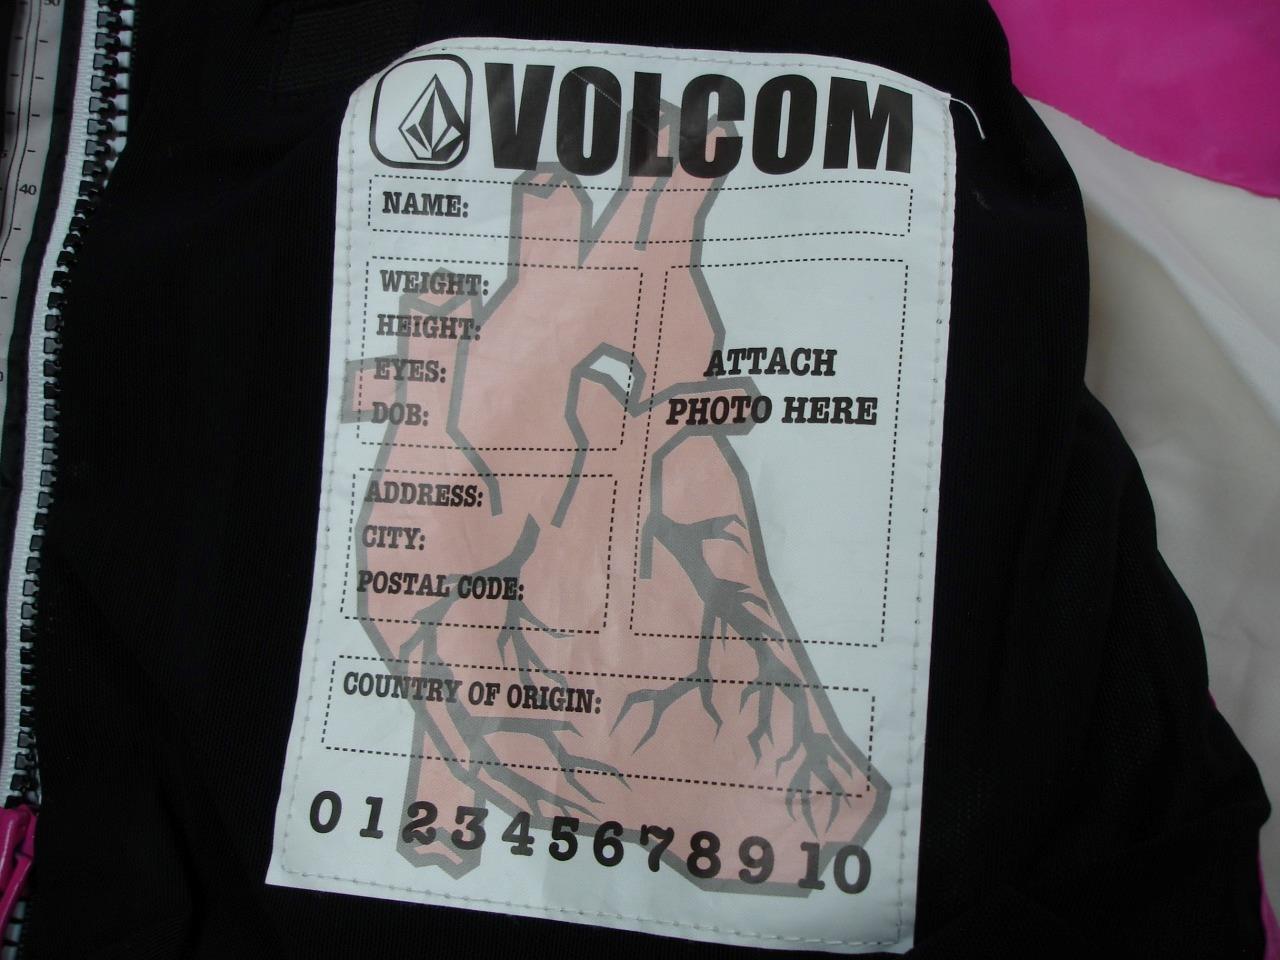 VOLCOM
NAME:
WEIGHT:
HEIGHT:
EYES:
DOB:
ATTACH
PHOTO HERE
ADDRESS:
CITY:
POSTAL CODE:
COUNTRY OF ORIGIN:
0 1 2 3 4 5 6 7 8 9 10
40